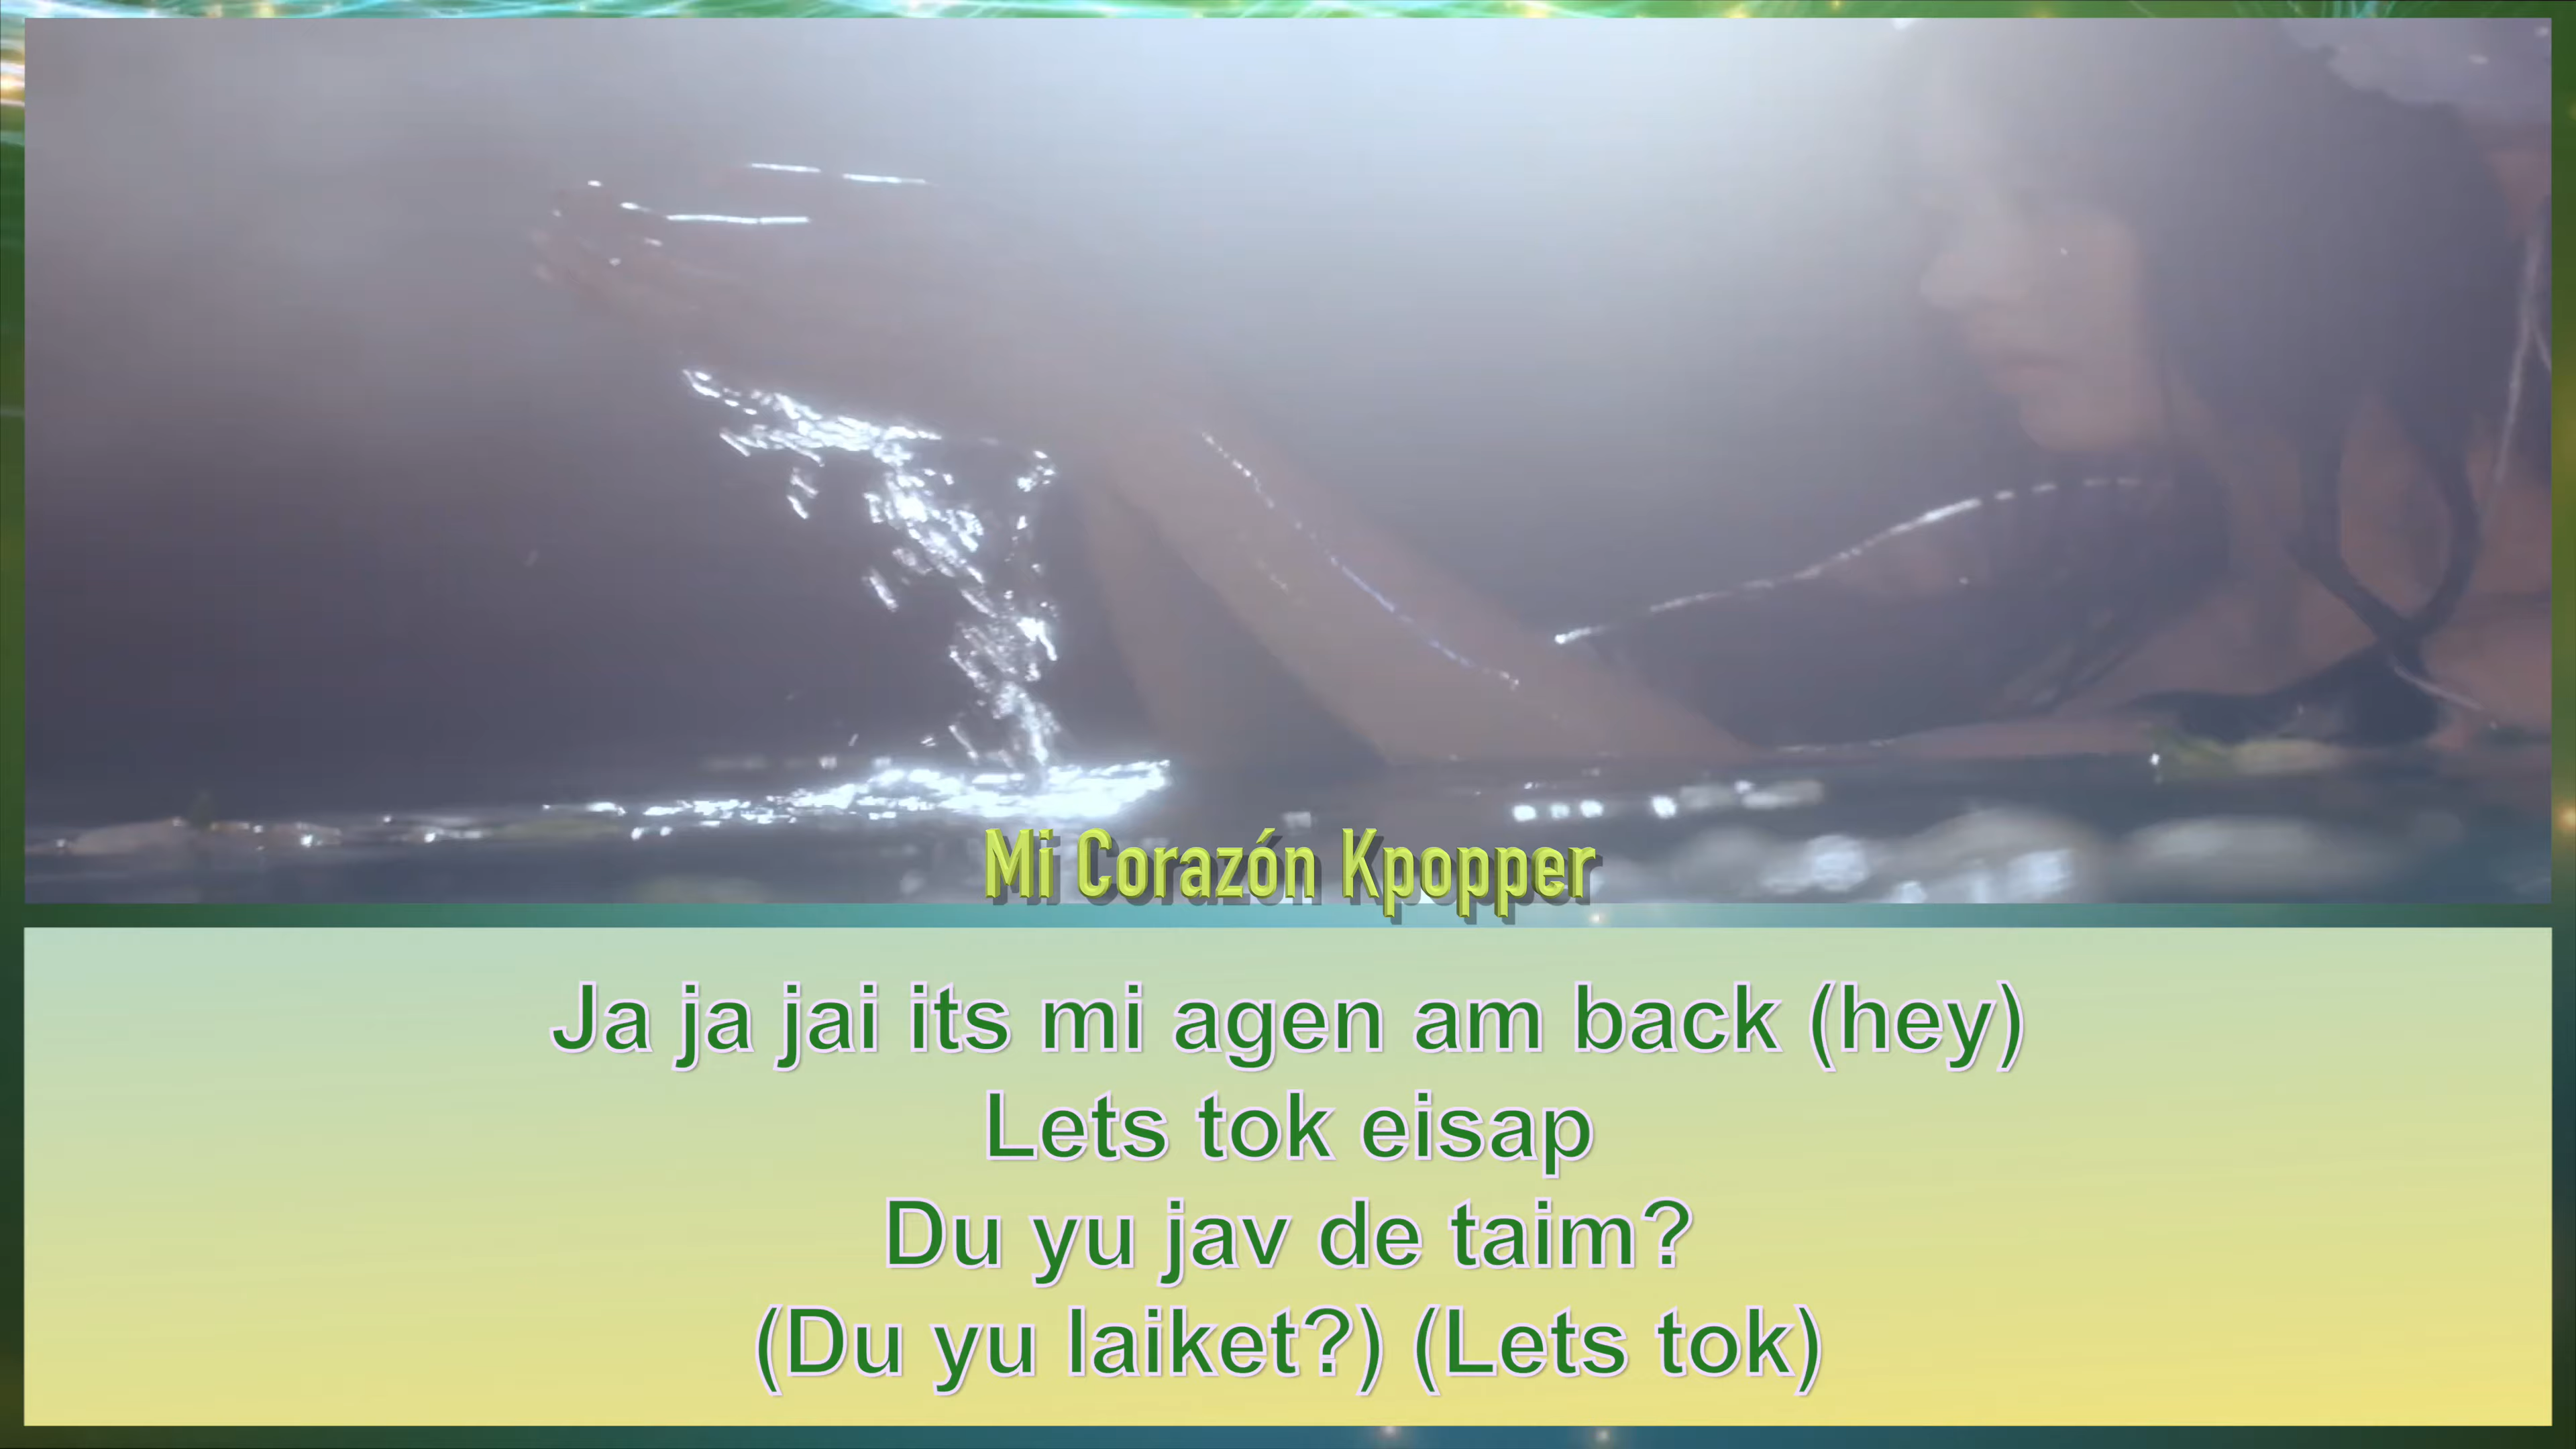 Mi Corazón Kpopper
Ja ja jai its mi agen am back (hey)
Lets tok eisap
Du yu jav de taim?
(Du yu laiket?) (Lets tok)